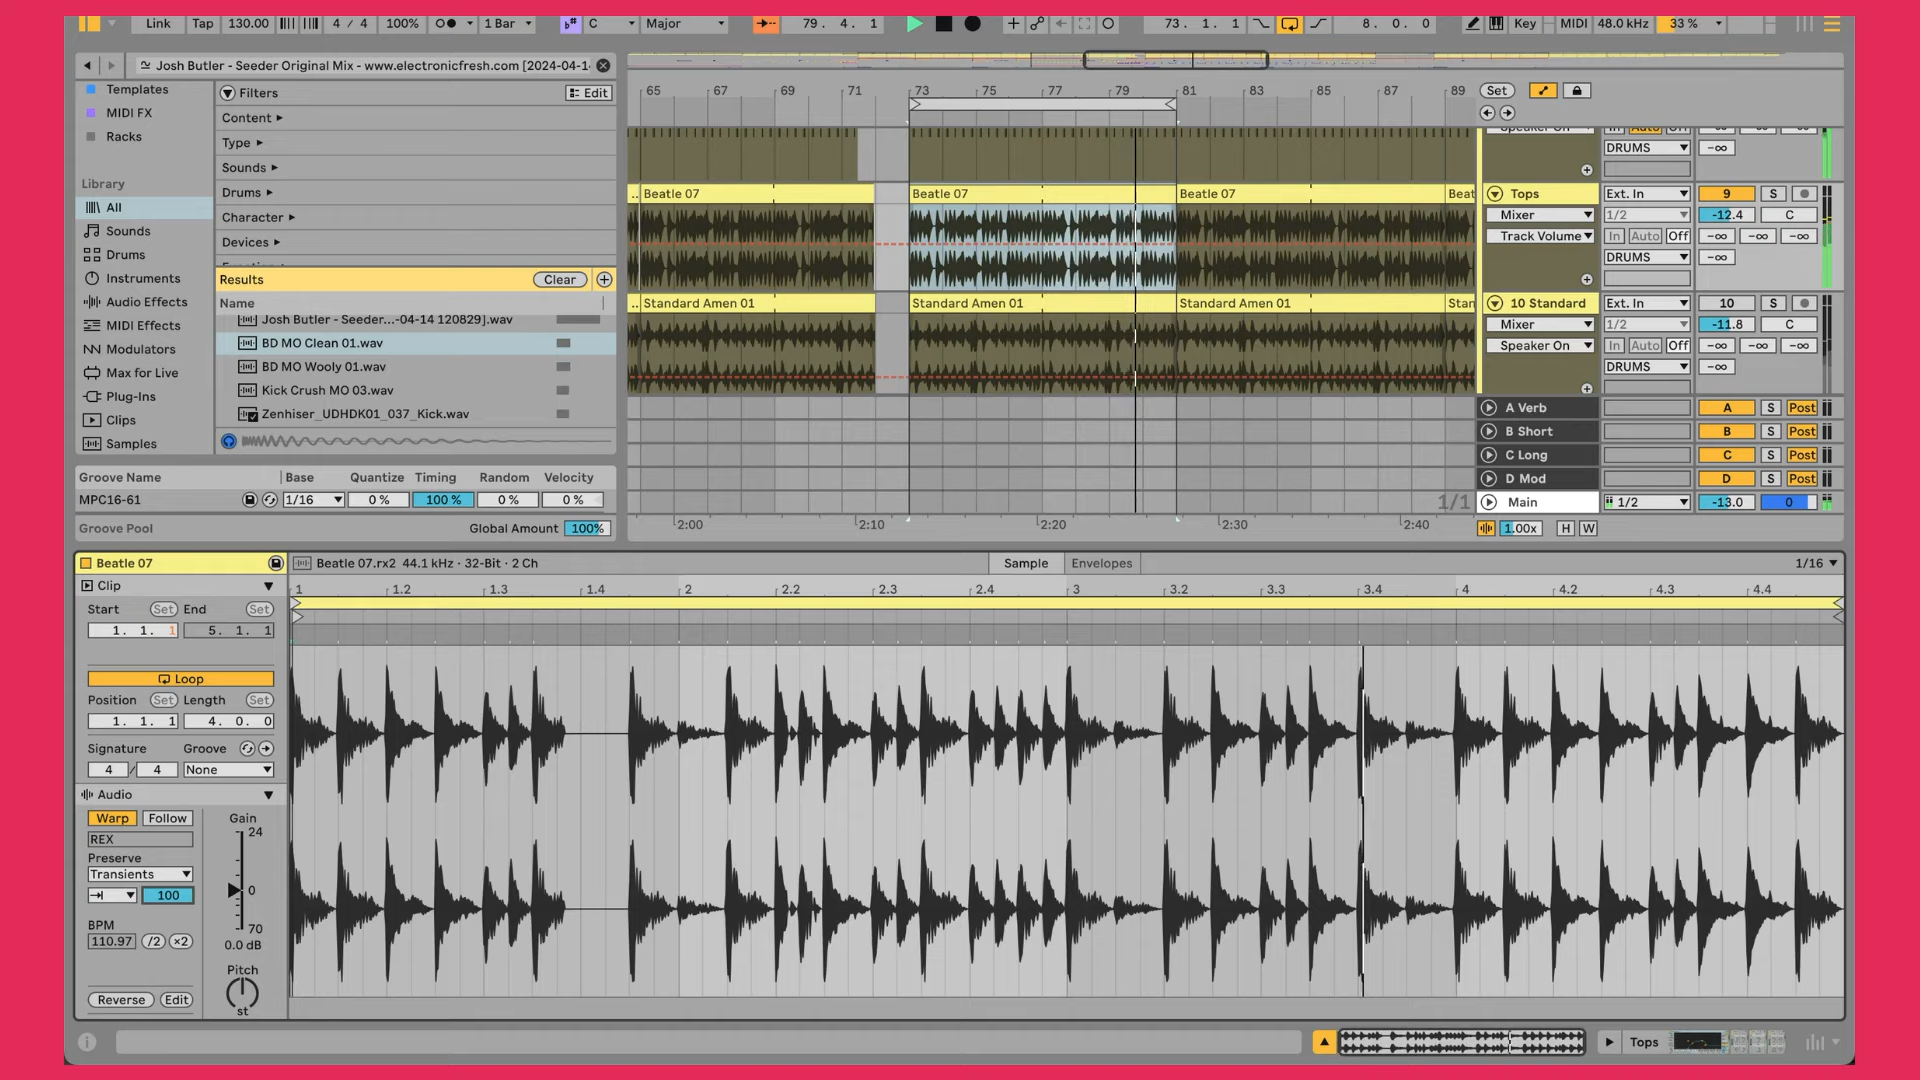 Link Tap 130.00 4 / 4 100% 1 Bar C Major 79. 4. 1 73. 1. 1 8. 0. 0 Key MIDI 48.0 kHz 33 %
Josh Butler - Seeder Original Mix - www.electronicfresh.com [2024-04-1
Templates
MIDI FX
Racks
Library
All
Sounds
Drums
Instruments
Audio Effects
MIDI Effects
Modulators
Max for Live
Plug-Ins
Clips
Samples
Filters Edit
Content
Type
Sounds
Drums
Character
Devices
Results Clear
Name
Josh Butler - Seeder...-04-14 120829].wav
BD MO Clean 01.wav
BD MO Wooly 01.wav
Kick Crush MO 03.wav
Zenhiser_UDHDK01_037_Kick.wav
Groove Name Base Quantize Timing Random Velocity
MPC16-61 1/16 0 % 100 % 0 % 0 %
Groove Pool Global Amount 100%
65 67 69 71 73 75 77 79 81 83 85 87 89
.. Beatle 07 Beatle 07 Beatle 07 Beat
.. Standard Amen 01 Standard Amen 01 Standard Amen 01 Stan
1/1
2:00 2:10 2:20 2:30 2:40
Set
Speaker On In Auto Off
DRUMS -∞
Tops Ext. In 9 S
Mixer 1/2 -12.4 C
Track Volume In Auto Off -∞ -∞ -∞
DRUMS -∞
10 Standard Ext. In 10 S
Mixer 1/2 -11.8 C
Speaker On In Auto Off -∞ -∞ -∞
DRUMS -∞
A Verb A S Post
B Short B S Post
C Long C S Post
D Mod D S Post
Main 1/2 -13.0 0
1.00x H W
Beatle 07
Clip
Start Set End Set
1. 1. 1 5. 1. 1
Loop
Position Set Length Set
1. 1. 1 4. 0. 0
Signature Groove
4 / 4 None
Audio
Warp Follow Gain
REX 24
Preserve
Transients
100 0
BPM 70
110.97 /2 ×2 0.0 dB
Pitch
Reverse Edit
st
Beatle 07.rx2 44.1 kHz · 32-Bit · 2 Ch Sample Envelopes 1/16
1 1.2 1.3 1.4 2 2.2 2.3 2.4 3 3.2 3.3 3.4 4 4.2 4.3 4.4
Tops